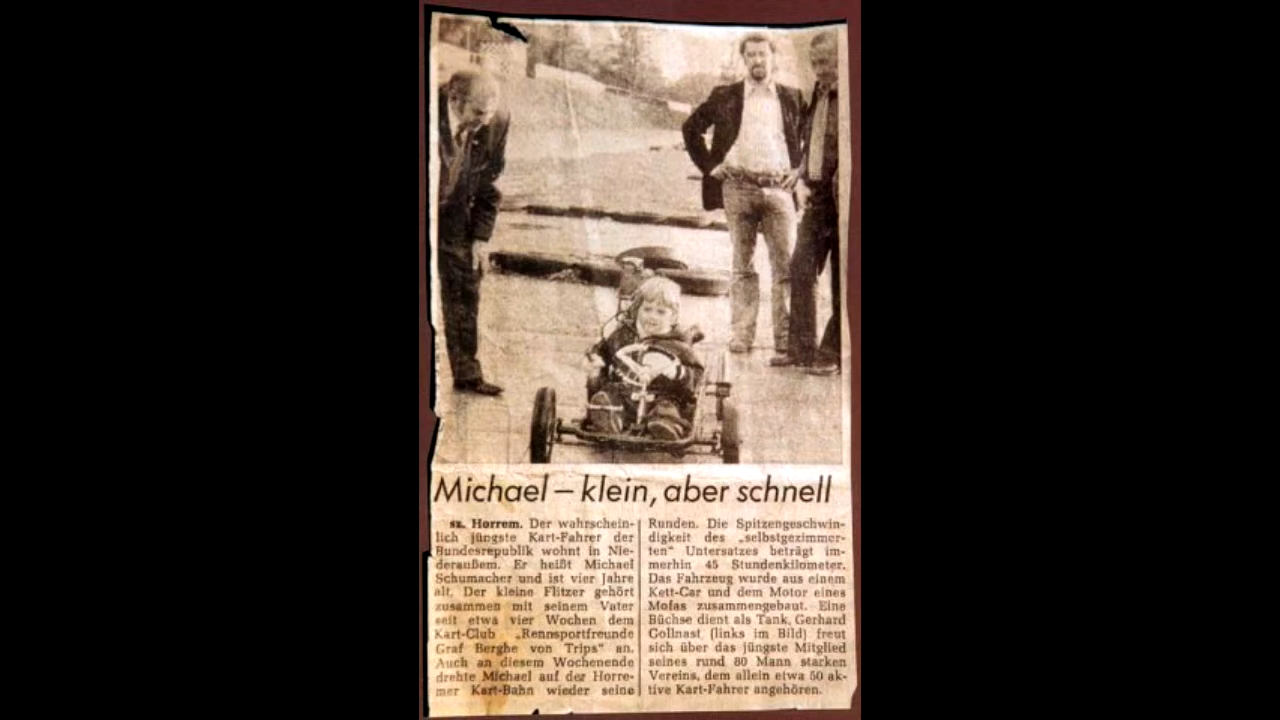 Michael – klein, aber schnell
sz. Horrem. Der wahrschein-
lich jüngste Kart-Fahrer der
Bundesrepublik wohnt in Nie-
deraußem. Er heißt Michael
Schumacher und ist vier Jahre
alt. Der kleine Flitzer gehört
zusammen mit seinem Vater
seit etwa vier Wochen dem
Kart-Club „Rennsportfreunde
Graf Berghe von Trips" an.
Auch an diesem Wochenende
drehte Michael auf der Horre-
mer Kart-Bahn wieder seine
Runden. Die Spitzengeschwin-
digkeit des „selbstgezimmer-
ten" Untersatzes beträgt im-
merhin 45 Stundenkilometer.
Das Fahrzeug wurde aus einem
Kett-Car und dem Motor eines
Mofas zusammengebaut. Eine
Büchse dient als Tank. Gerhard
Gollnast (links im Bild) freut
sich über das jüngste Mitglied
seines rund 80 Mann starken
Vereins, dem allein etwa 50 ak-
tive Kart-Fahrer angehören.